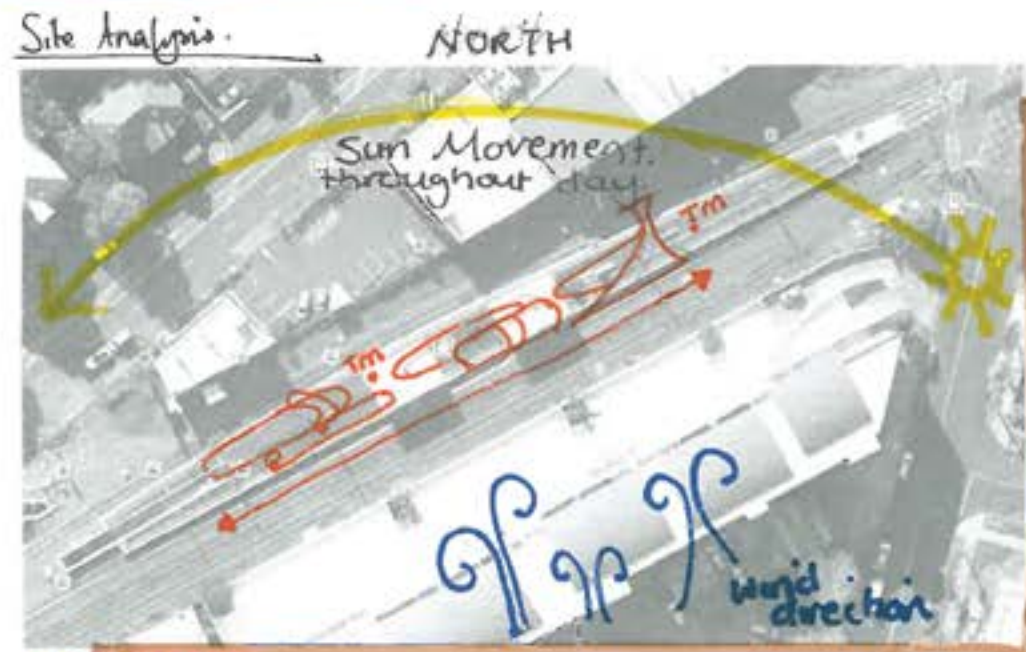 Site Analysis.
NORTH
Sun Movement.
throughout day
Tm
Tm
wind
direction